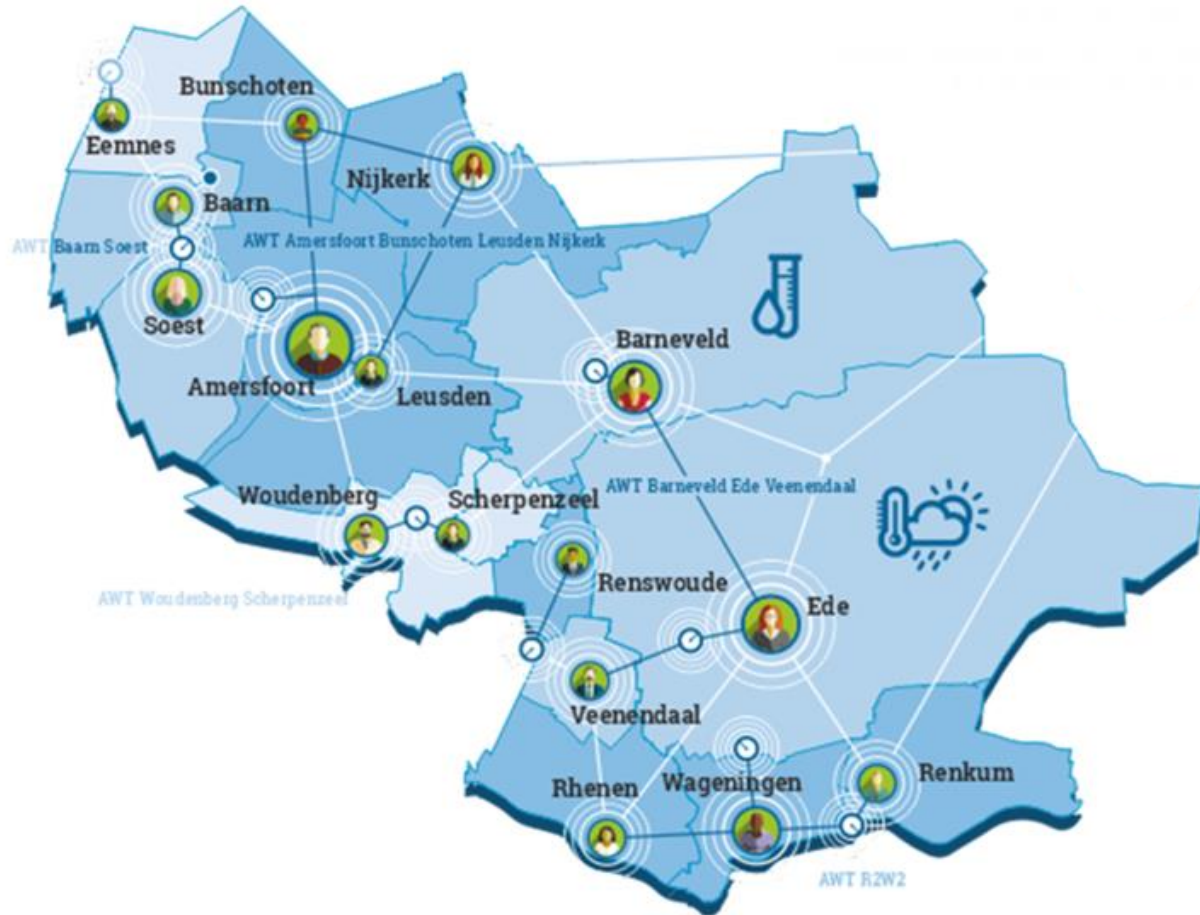 Bunschoten
Eemnes
Nijkerk
Baarn
AWT Baarn Soest
AWT Amersfoort Bunschoten Leusden Nijkerk
Soest
Barneveld
Amersfoort
Leusden
Woudenberg
Scherpenzeel
AWT Barneveld Ede Veenendaal
Renswoude
AWT Woudenberg Scherpenzeel
Ede
Veenendaal
Rhenen
Wageningen
Renkum
AWT R2W2